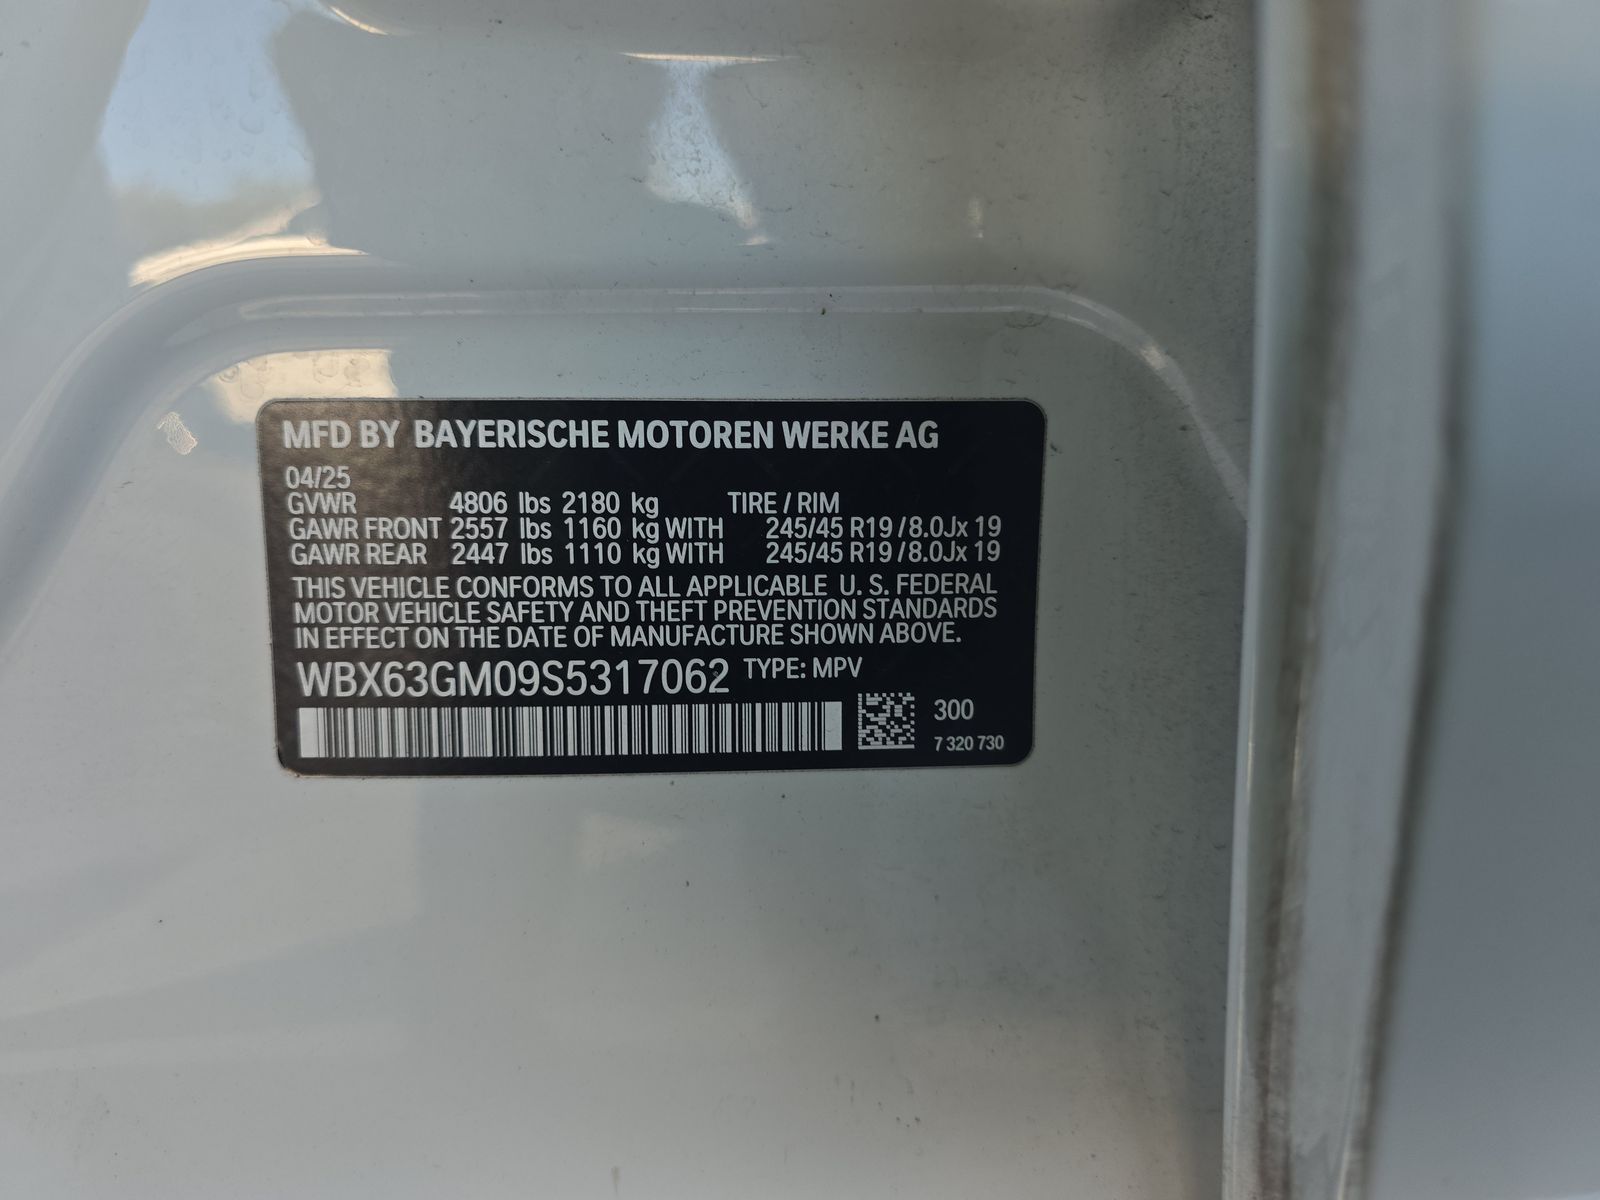 MFD BY BAYERISCHE MOTOREN WERKE AG
04/25
GVWR 4806 lbs 2180 kg TIRE / RIM
GAWR FRONT 2557 lbs 1160 kg WITH 245/45 R19 / 8.0Jx 19
GAWR REAR 2447 lbs 1110 kg WITH 245/45 R19 / 8.0Jx 19
THIS VEHICLE CONFORMS TO ALL APPLICABLE U. S. FEDERAL
MOTOR VEHICLE SAFETY AND THEFT PREVENTION STANDARDS
IN EFFECT ON THE DATE OF MANUFACTURE SHOWN ABOVE.
WBX63GM09S5317062 TYPE: MPV
300
7 320 730